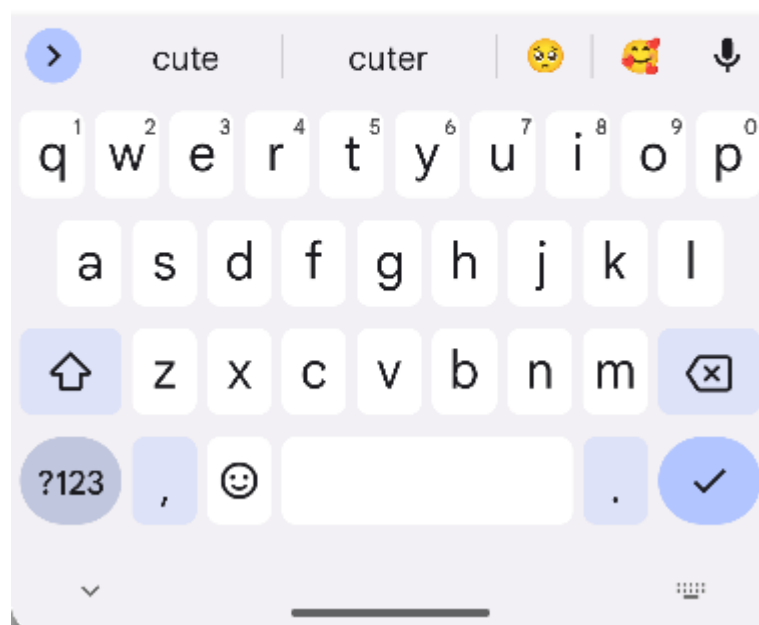 cute cuter 🥺 🥰
q1 w2 e3 r4 t5 y6 u7 i8 o9 p0
a s d f g h j k l
z x c v b n m
?123 , .